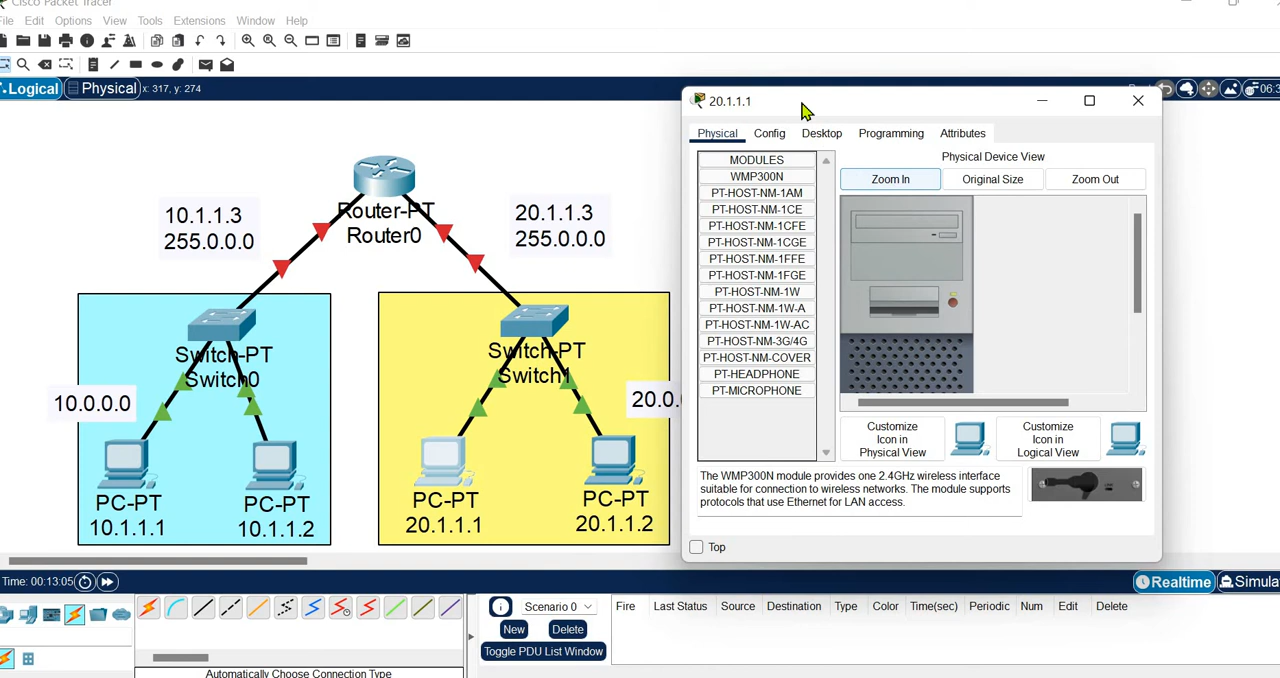 Cisco Packet Tracer
File Edit Options View Tools Extensions Window Help
Logical Physical x: 317, y: 274
06:3
20.1.1.1
Physical Config Desktop Programming Attributes
MODULES
WMP300N
PT-HOST-NM-1AM
PT-HOST-NM-1CE
PT-HOST-NM-1CFE
PT-HOST-NM-1CGE
PT-HOST-NM-1FFE
PT-HOST-NM-1FGE
PT-HOST-NM-1W
PT-HOST-NM-1W-A
PT-HOST-NM-1W-AC
PT-HOST-NM-3G/4G
PT-HOST-NM-COVER
PT-HEADPHONE
PT-MICROPHONE
Physical Device View
Zoom In Original Size Zoom Out
Customize
Icon in
Physical View
Customize
Icon in
Logical View
The WMP300N module provides one 2.4GHz wireless interface
suitable for connection to wireless networks. The module supports
protocols that use Ethernet for LAN access.
Top
10.1.1.3
255.0.0.0
Router-PT
Router0
20.1.1.3
255.0.0.0
Switch-PT
Switch0
Switch-PT
Switch1
10.0.0.0
20.0.
PC-PT
10.1.1.1
PC-PT
10.1.1.2
PC-PT
20.1.1.1
PC-PT
20.1.1.2
Time: 00:13:05
Realtime Simula
Scenario 0
New Delete
Toggle PDU List Window
Fire Last Status Source Destination Type Color Time(sec) Periodic Num Edit Delete
Automatically Choose Connection Type